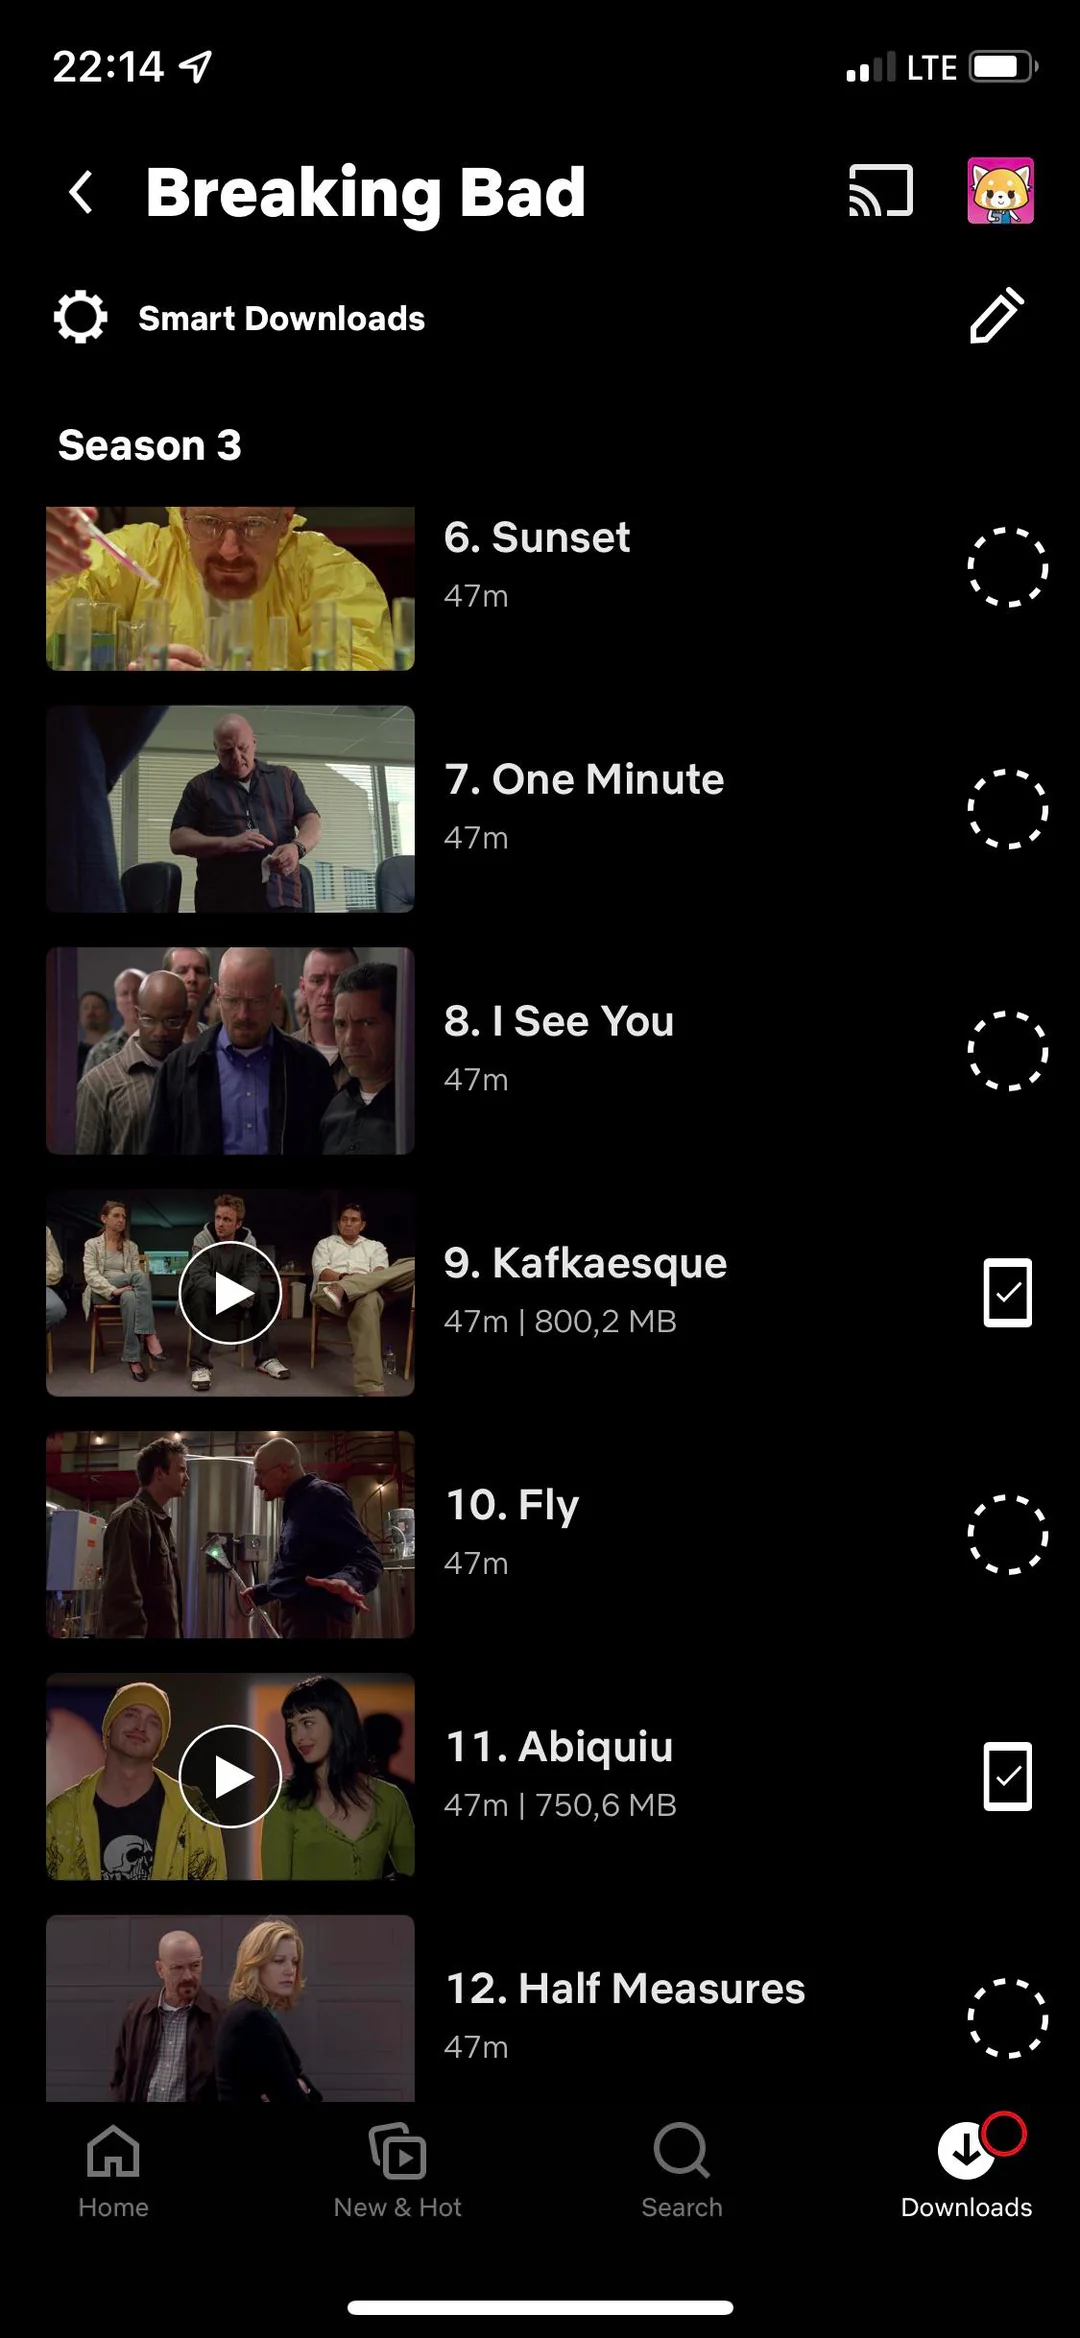 22:14
LTE
Breaking Bad
Smart Downloads
Season 3
6. Sunset
47m
7. One Minute
47m
8. I See You
47m
9. Kafkaesque
47m | 800,2 MB
10. Fly
47m
11. Abiquiu
47m | 750,6 MB
12. Half Measures
47m
Home
New & Hot
Search
Downloads